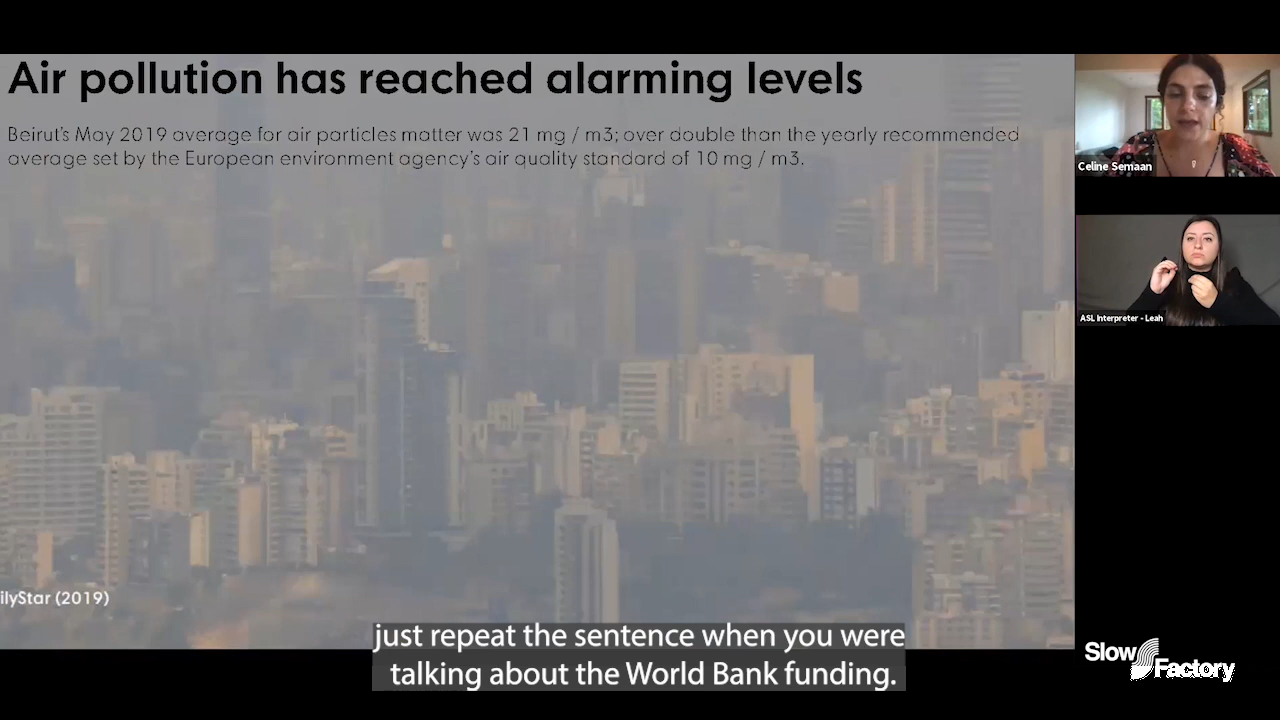 Air pollution has reached alarming levels
Beirut's May 2019 average for air particles matter was 21 mg / m3; over double than the yearly recommended
average set by the European environment agency's air quality standard of 10 mg / m3.
Celine Semaan
ASL Interpreter - Leah
ilyStar (2019)
just repeat the sentence when you were
talking about the World Bank funding.
Slow
Factory